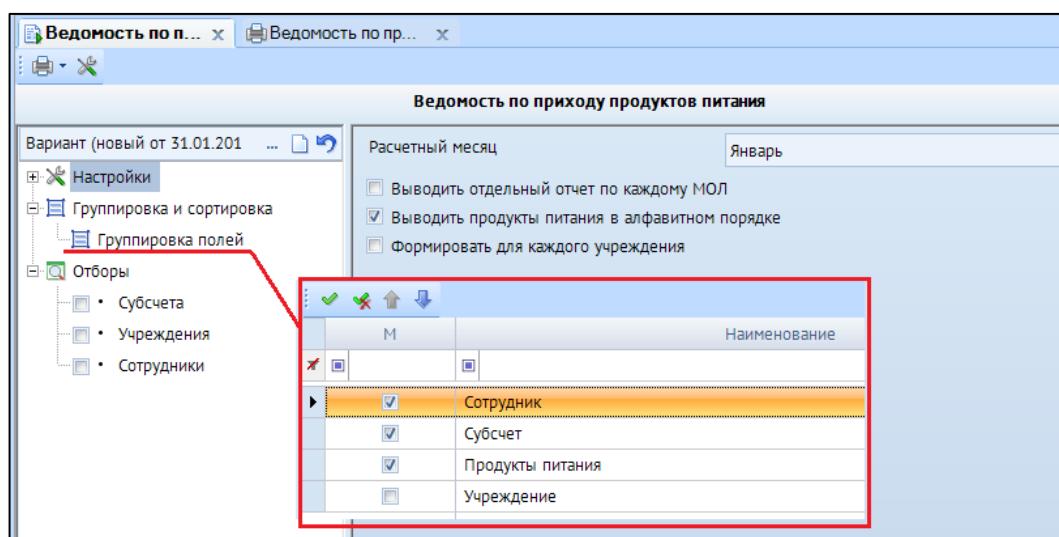 Ведомость по п... x Ведомость по пр... x
Ведомость по приходу продуктов питания
Вариант (новый от 31.01.201 ...
Настройки
Группировка и сортировка
Группировка полей
Отборы
Субсчета
Учреждения
Сотрудники
Расчетный месяц Январь
Выводить отдельный отчет по каждому МОЛ
Выводить продукты питания в алфавитном порядке
Формировать для каждого учреждения
М Наименование
Сотрудник
Субсчет
Продукты питания
Учреждение